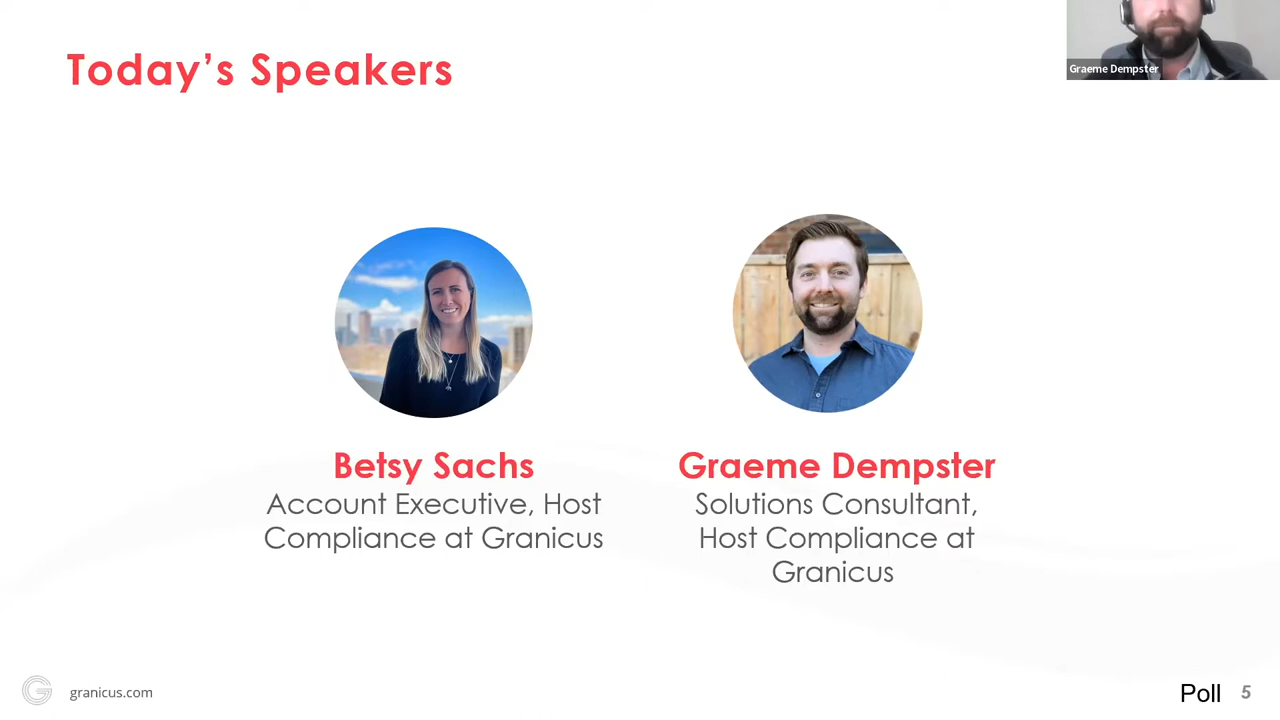 Today’s Speakers
Graeme Dempster
Betsy Sachs
Account Executive, Host
Compliance at Granicus
Graeme Dempster
Solutions Consultant,
Host Compliance at
Granicus
granicus.com
Poll
5